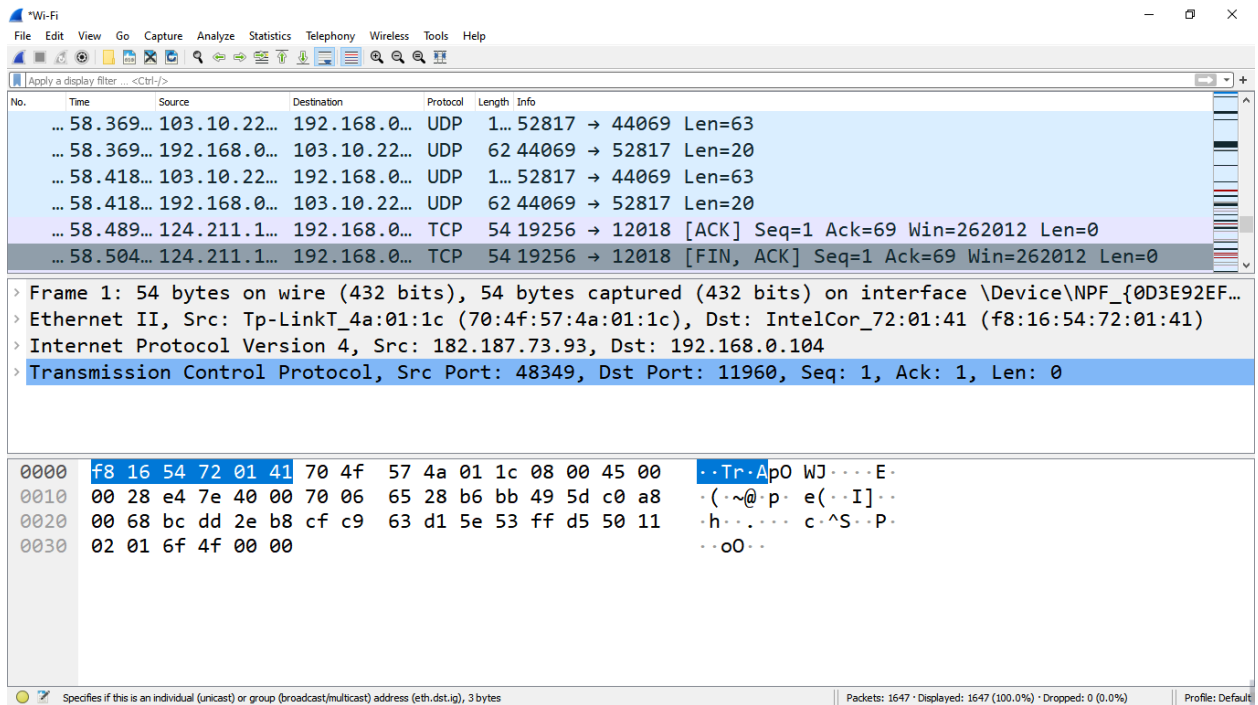 *Wi-Fi
File Edit View Go Capture Analyze Statistics Telephony Wireless Tools Help
Apply a display filter ... <Ctrl-/>
No. Time Source Destination Protocol Length Info
... 58.369... 103.10.22... 192.168.0... UDP 1... 52817 → 44069 Len=63
... 58.369... 192.168.0... 103.10.22... UDP 62 44069 → 52817 Len=20
... 58.418... 103.10.22... 192.168.0... UDP 1... 52817 → 44069 Len=63
... 58.418... 192.168.0... 103.10.22... UDP 62 44069 → 52817 Len=20
... 58.489... 124.211.1... 192.168.0... TCP 54 19256 → 12018 [ACK] Seq=1 Ack=69 Win=262012 Len=0
... 58.504... 124.211.1... 192.168.0... TCP 54 19256 → 12018 [FIN, ACK] Seq=1 Ack=69 Win=262012 Len=0
Frame 1: 54 bytes on wire (432 bits), 54 bytes captured (432 bits) on interface \Device\NPF_{0D3E92EF...
Ethernet II, Src: Tp-LinkT_4a:01:1c (70:4f:57:4a:01:1c), Dst: IntelCor_72:01:41 (f8:16:54:72:01:41)
Internet Protocol Version 4, Src: 182.187.73.93, Dst: 192.168.0.104
Transmission Control Protocol, Src Port: 48349, Dst Port: 11960, Seq: 1, Ack: 1, Len: 0
0000 f8 16 54 72 01 41 70 4f 57 4a 01 1c 08 00 45 00 ··Tr·ApO WJ····E·
0010 00 28 e4 7e 40 00 70 06 65 28 b6 bb 49 5d c0 a8 ·(·~@·p· e(··I]··
0020 00 68 bc dd 2e b8 cf c9 63 d1 5e 53 ff d5 50 11 ·h··.··· c·^S··P·
0030 02 01 6f 4f 00 00 ··oO··
Specifies if this is an individual (unicast) or group (broadcast/multicast) address (eth.dst.ig), 3 bytes
Packets: 1647 · Displayed: 1647 (100.0%) · Dropped: 0 (0.0%)
Profile: Default